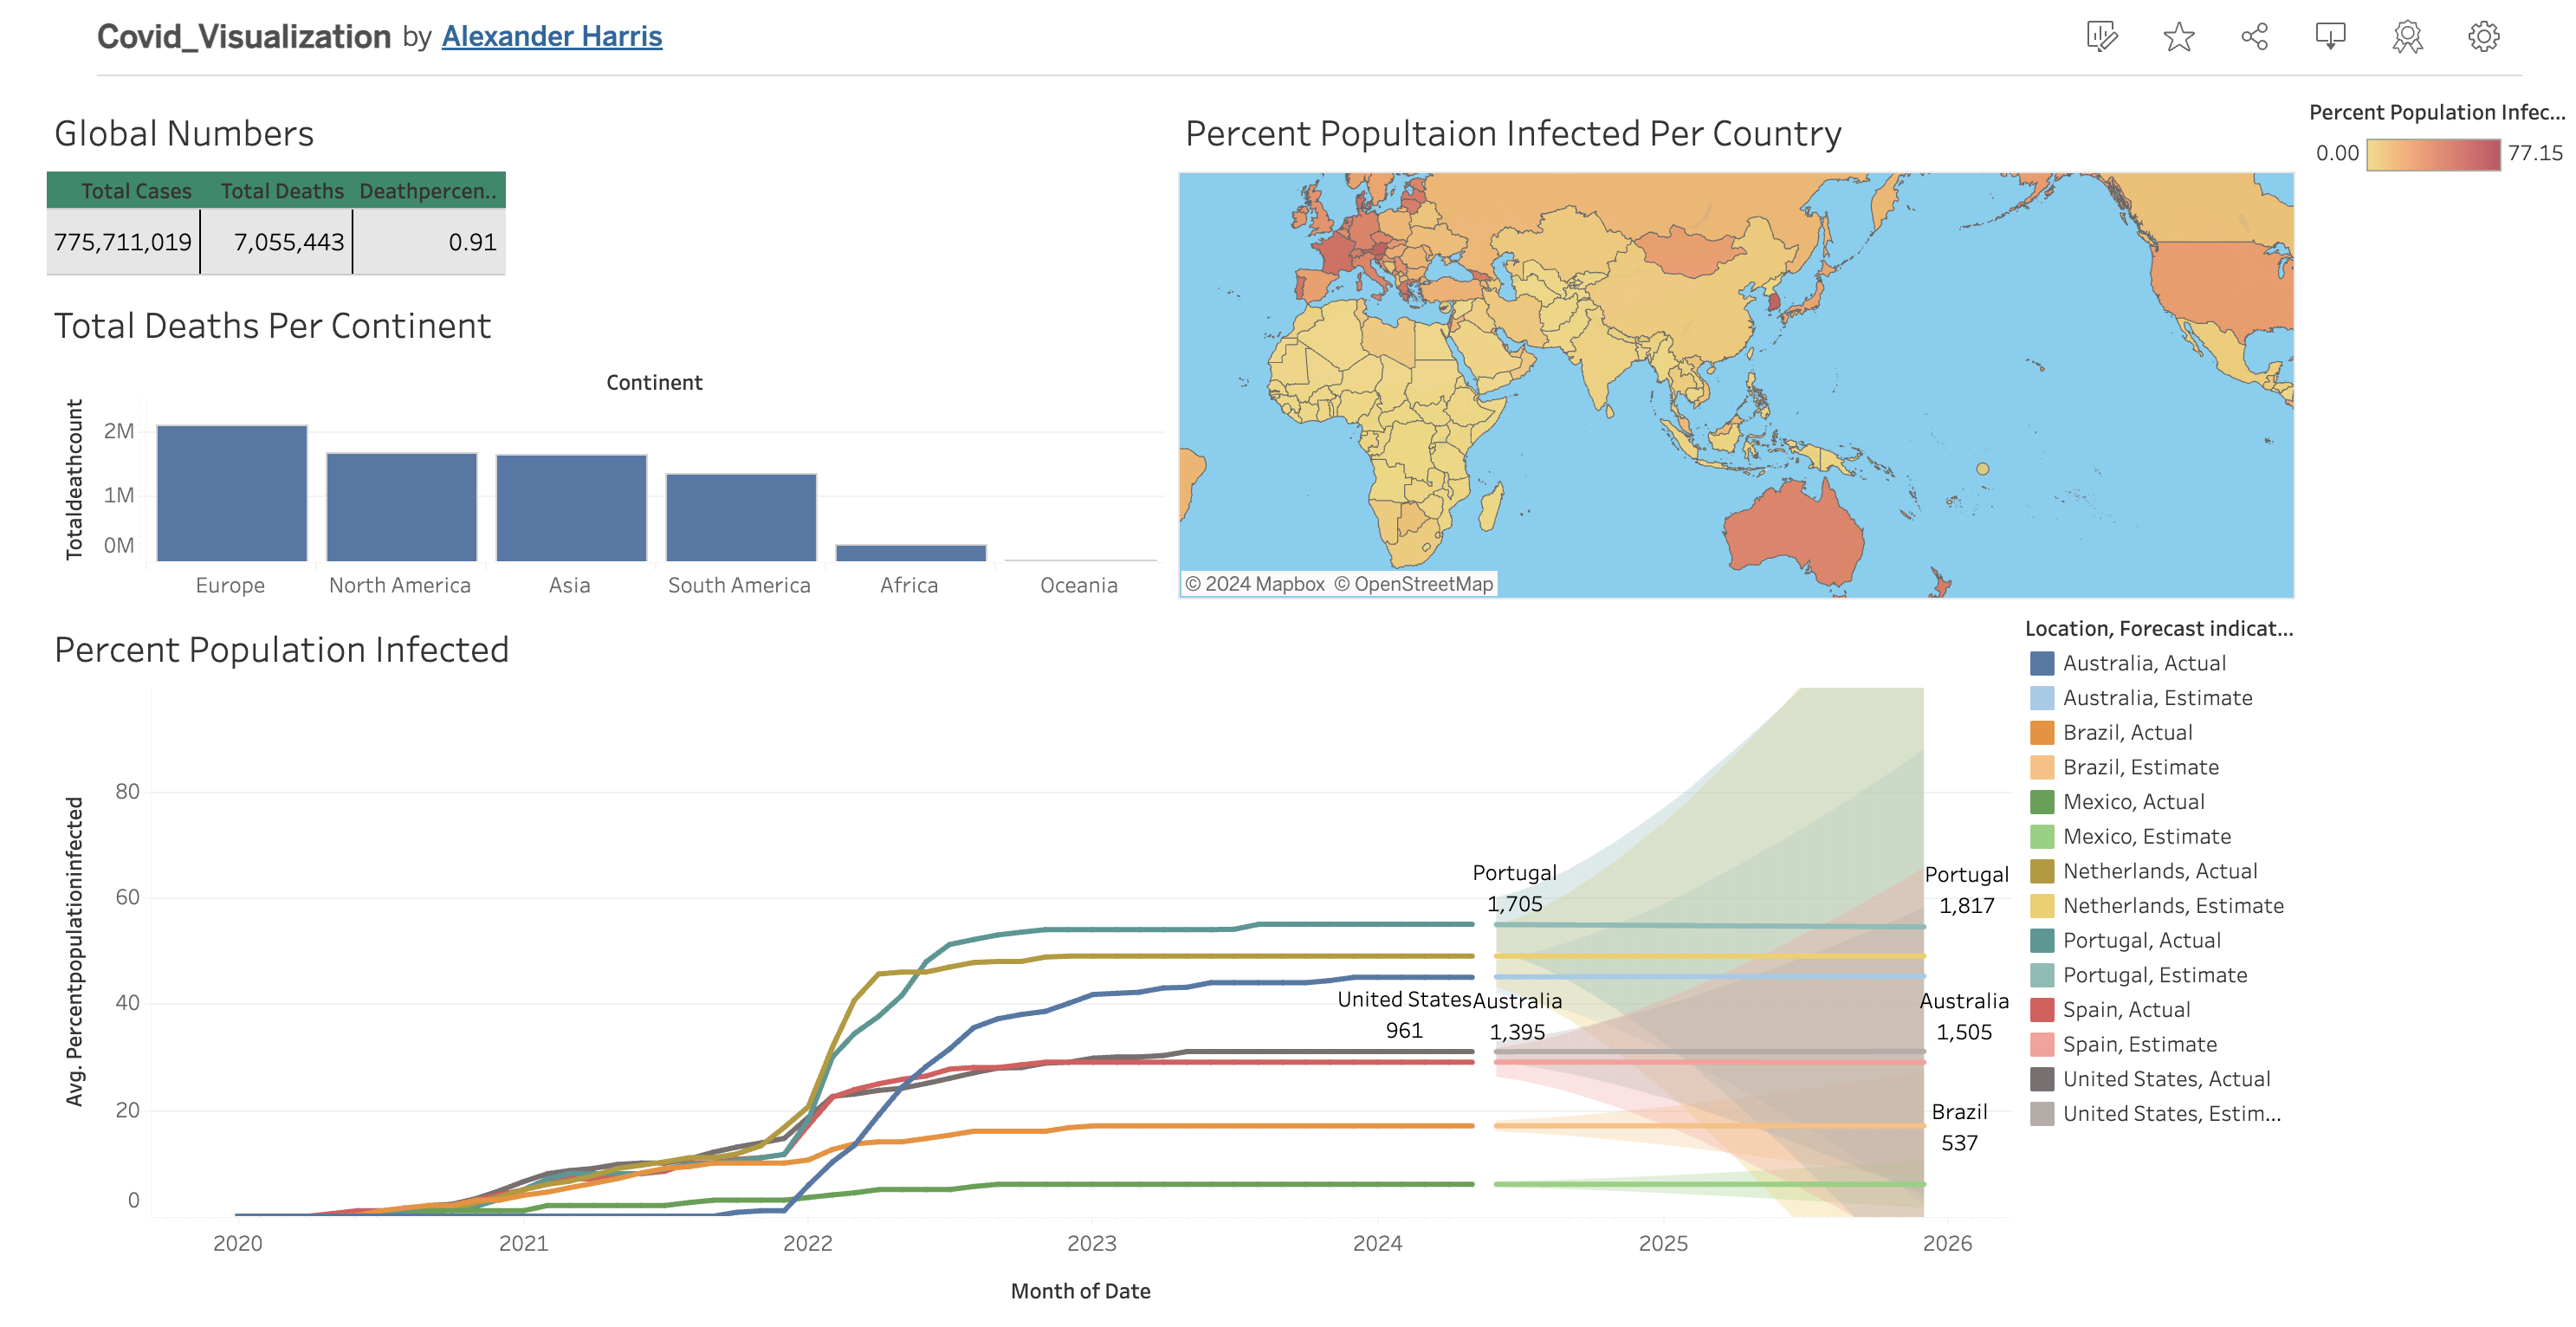 Covid_Visualization by Alexander Harris
Global Numbers
Total Cases Total Deaths Deathpercen..
775,711,019 7,055,443 0.91
Total Deaths Per Continent
Continent
Totaldeathcount
2M
1M
0M
Europe North America Asia South America Africa Oceania
Percent Popultaion Infected Per Country
© 2024 Mapbox © OpenStreetMap
Percent Population Infec...
0.00 77.15
Percent Population Infected
Avg. Percentpopulationinfected
80
60
40
20
0
Portugal
1,705
United States
961
Australia
1,395
Portugal
1,817
Australia
1,505
Brazil
537
2020 2021 2022 2023 2024 2025 2026
Month of Date
Location, Forecast indicat...
Australia, Actual
Australia, Estimate
Brazil, Actual
Brazil, Estimate
Mexico, Actual
Mexico, Estimate
Netherlands, Actual
Netherlands, Estimate
Portugal, Actual
Portugal, Estimate
Spain, Actual
Spain, Estimate
United States, Actual
United States, Estim...